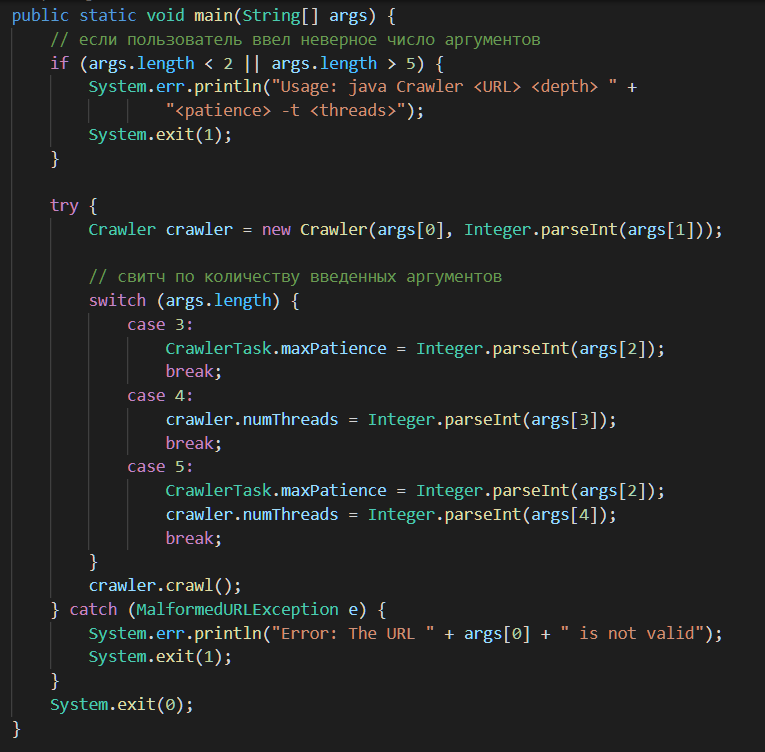 public static void main(String[] args) {
    // если пользователь ввел неверное число аргументов
    if (args.length < 2 || args.length > 5) {
        System.err.println("Usage: java Crawler <URL> <depth> " +
                "<patience> -t <threads>");
        System.exit(1);
    }

    try {
        Crawler crawler = new Crawler(args[0], Integer.parseInt(args[1]));

        // свитч по количеству введенных аргументов
        switch (args.length) {
            case 3:
                CrawlerTask.maxPatience = Integer.parseInt(args[2]);
                break;
            case 4:
                crawler.numThreads = Integer.parseInt(args[3]);
                break;
            case 5:
                CrawlerTask.maxPatience = Integer.parseInt(args[2]);
                crawler.numThreads = Integer.parseInt(args[4]);
                break;
        }
        crawler.crawl();
    } catch (MalformedURLException e) {
        System.err.println("Error: The URL " + args[0] + " is not valid");
        System.exit(1);
    }
    System.exit(0);
}